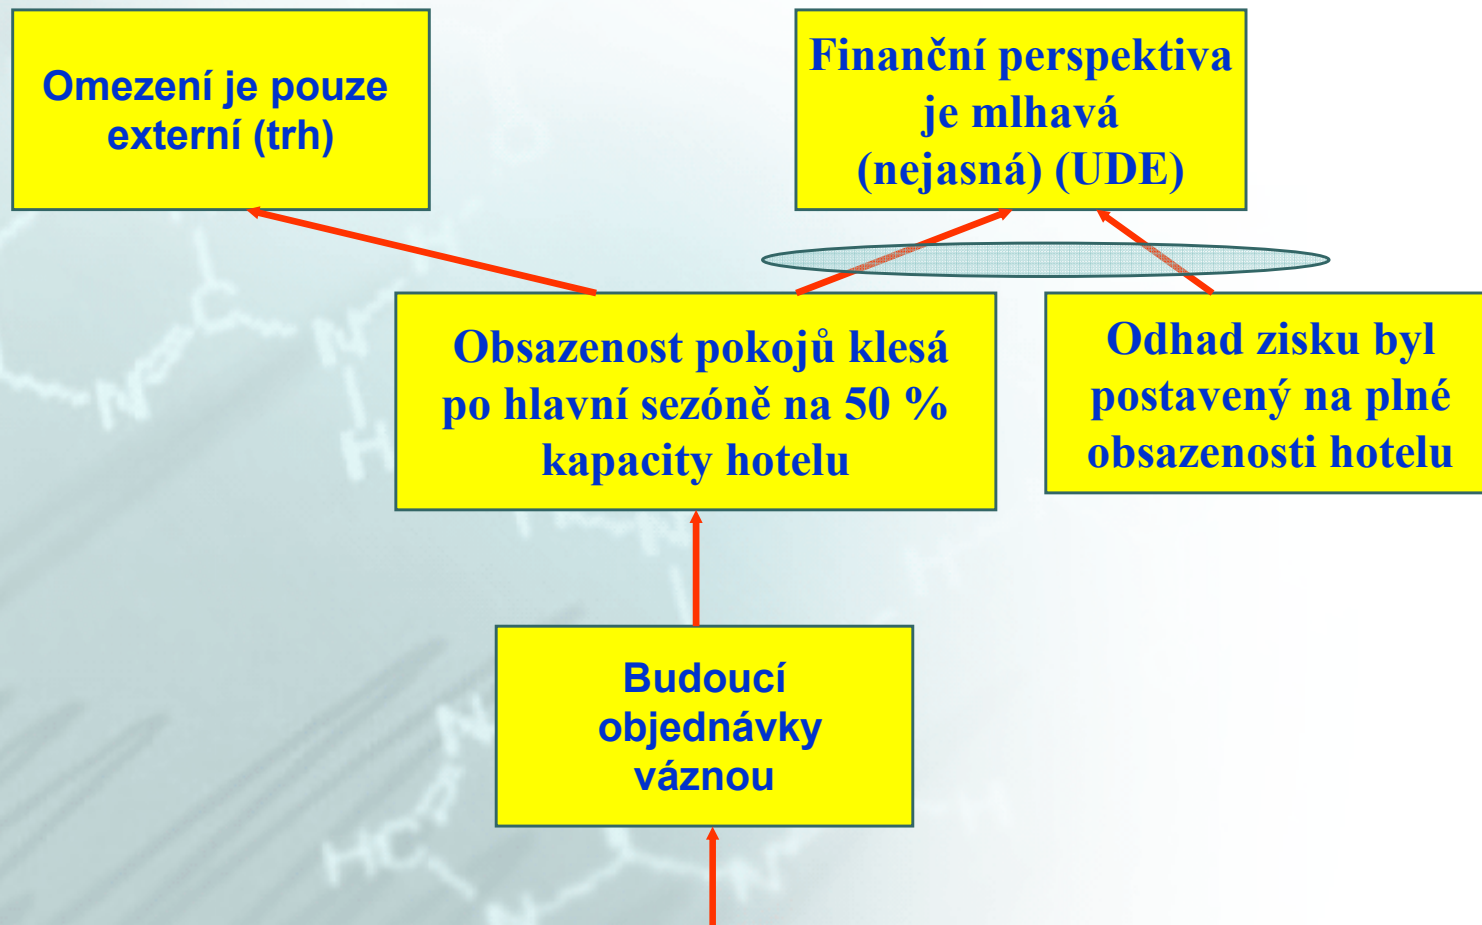 Omezení je pouze
externí (trh)
Finanční perspektiva
je mlhavá
(nejasná) (UDE)
Obsazenost pokojů klesá
po hlavní sezóně na 50 %
kapacity hotelu
Odhad zisku byl
postavený na plné
obsazenosti hotelu
Budoucí
objednávky
váznou